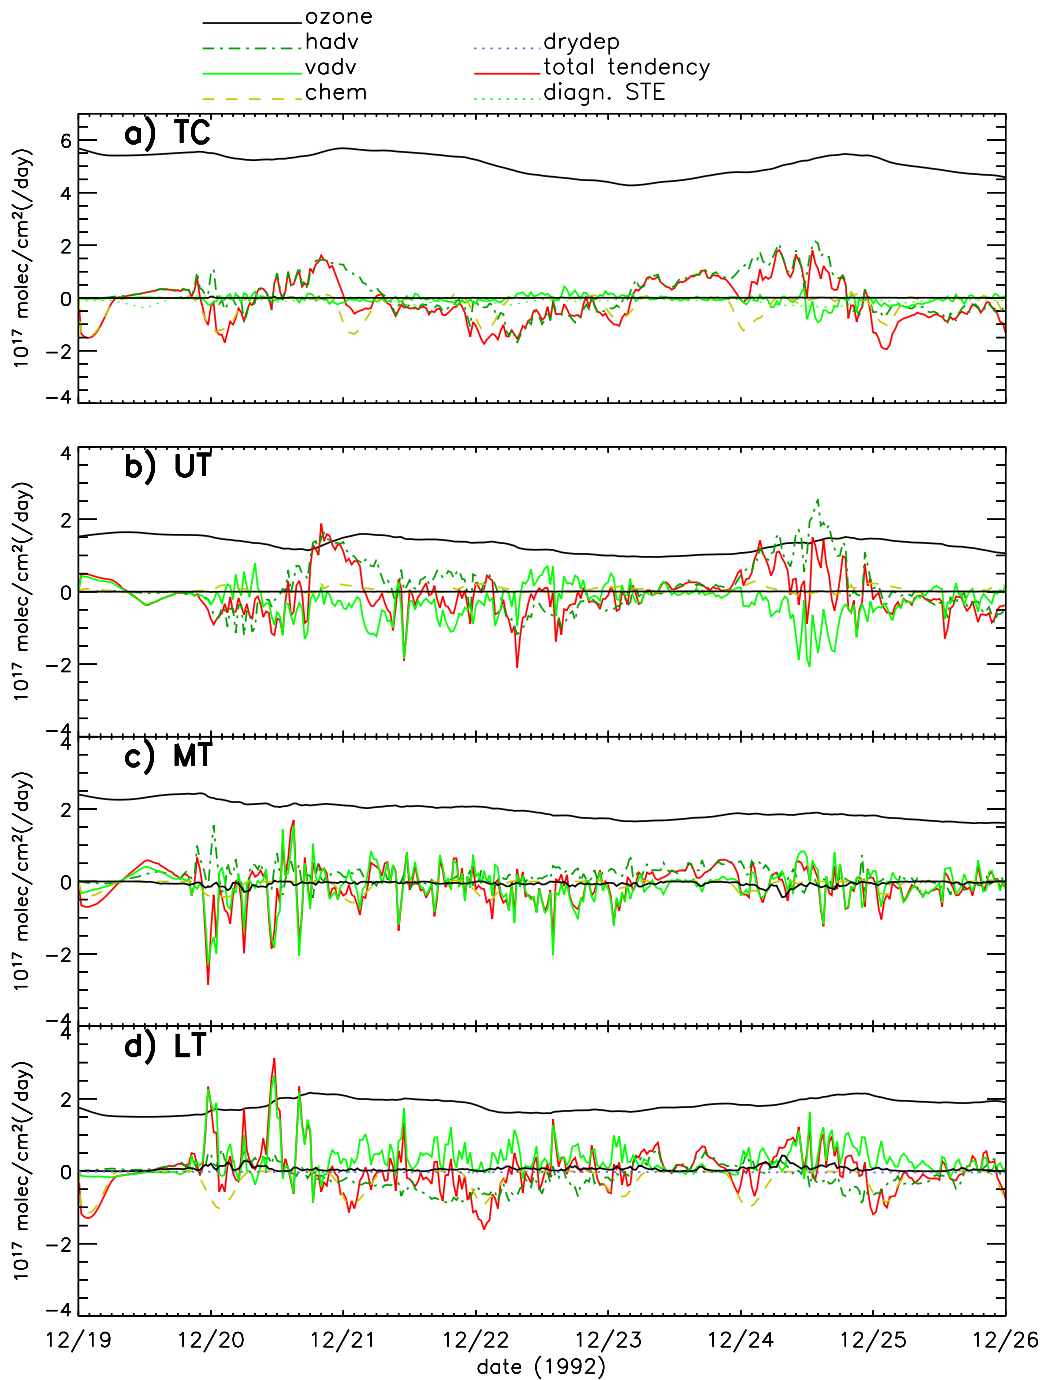 ozone
hadv
vadv
chem
drydep
total tendency
diagn. STE
a) TC
10¹⁷ molec/cm²(/day)
6
4
2
0
−2
−4
b) UT
10¹⁷ molec/cm²(/day)
4
2
0
−2
−4
c) MT
10¹⁷ molec/cm²(/day)
4
2
0
−2
−4
d) LT
10¹⁷ molec/cm²(/day)
4
2
0
−2
−4
12/19 12/20 12/21 12/22 12/23 12/24 12/25 12/26
date (1992)